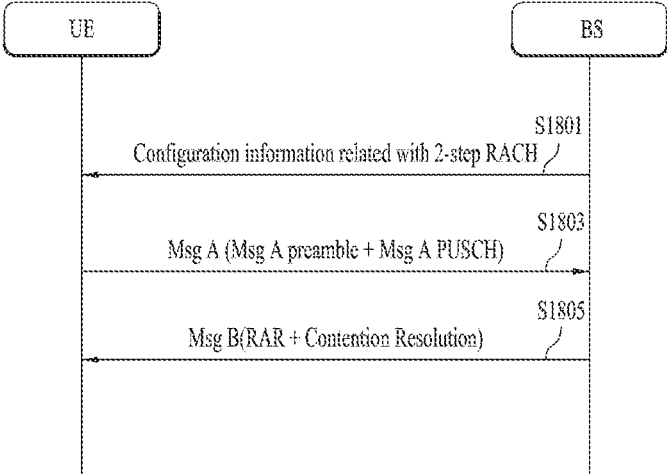 UE
BS
S1801
Configuration information related with 2-step RACH
S1803
Msg A (Msg A preamble + Msg A PUSCH)
S1805
Msg B(RAR + Contention Resolution)